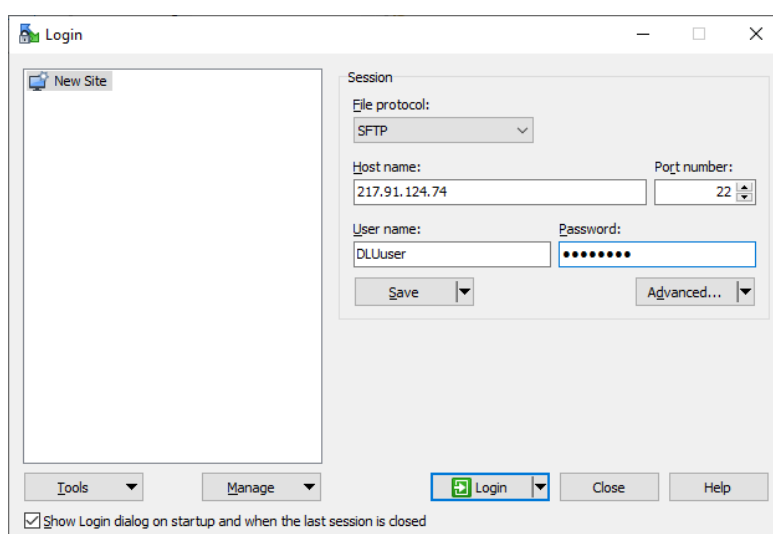 Login
New Site
Session
File protocol:
SFTP
Host name:
Port number:
217.91.124.74
22
User name:
Password:
DLUuser
••••••••
Save
Advanced...
Tools
Manage
Login
Close
Help
Show Login dialog on startup and when the last session is closed